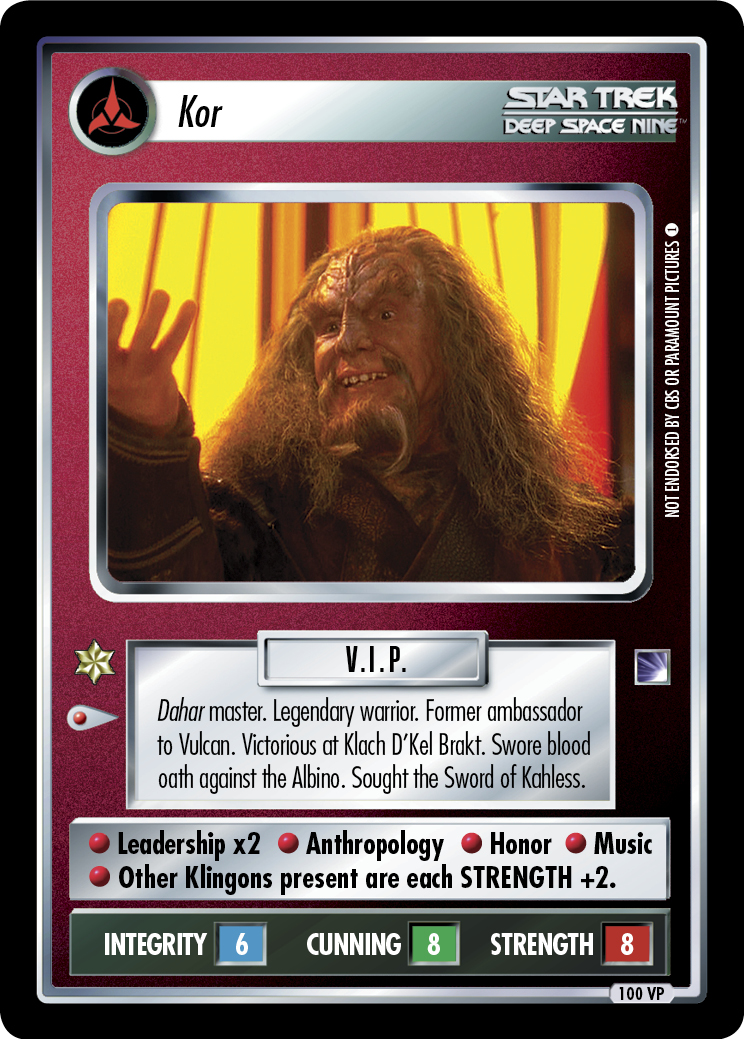 Kor
STAR TREK
DEEP SPACE NINE™
NOT ENDORSED BY CBS OR PARAMOUNT PICTURES 1
V.I.P.
Dahar master. Legendary warrior. Former ambassador
to Vulcan. Victorious at Klach D'Kel Brakt. Swore blood
oath against the Albino. Sought the Sword of Kahless.
Leadership x2 Anthropology Honor Music
Other Klingons present are each STRENGTH +2.
INTEGRITY 6 CUNNING 8 STRENGTH 8
100 VP